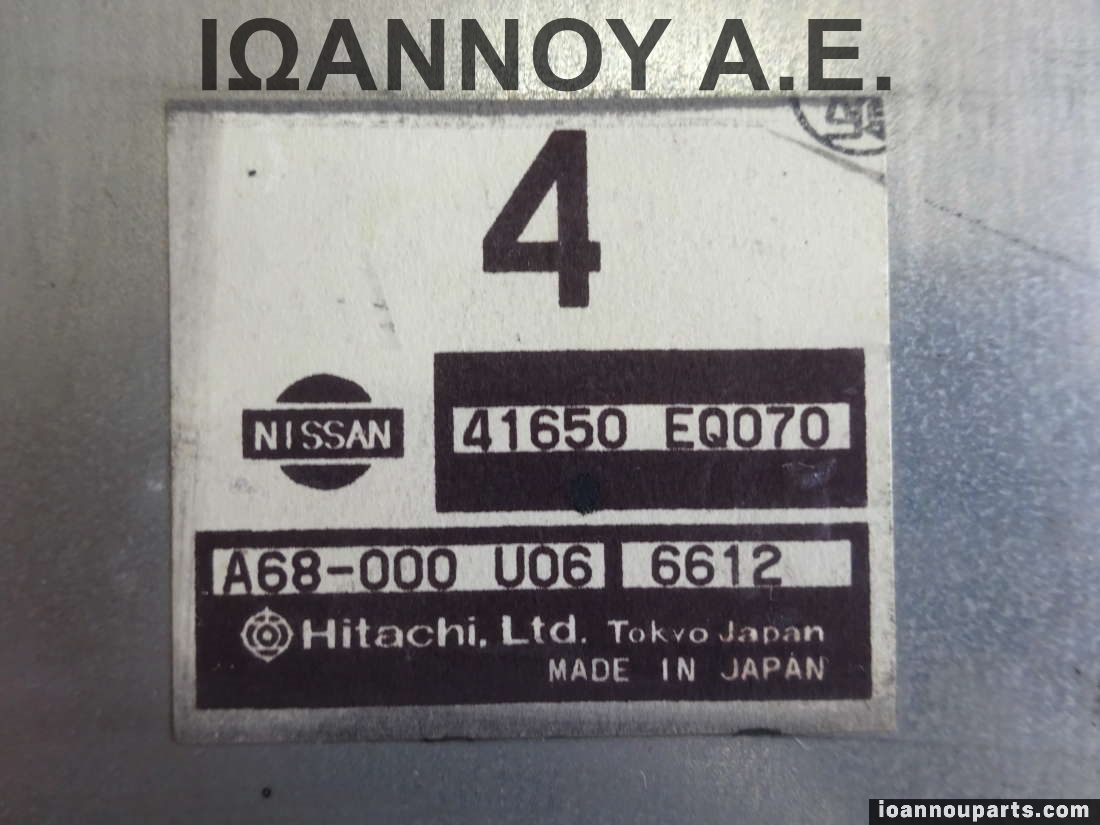 ΙΩΑΝΝΟΥ Α.Ε.
4
NISSAN
41650 EQ070
A68-000 U06 6612
Hitachi, Ltd. Tokyo Japan
MADE IN JAPAN
ioannouparts.com